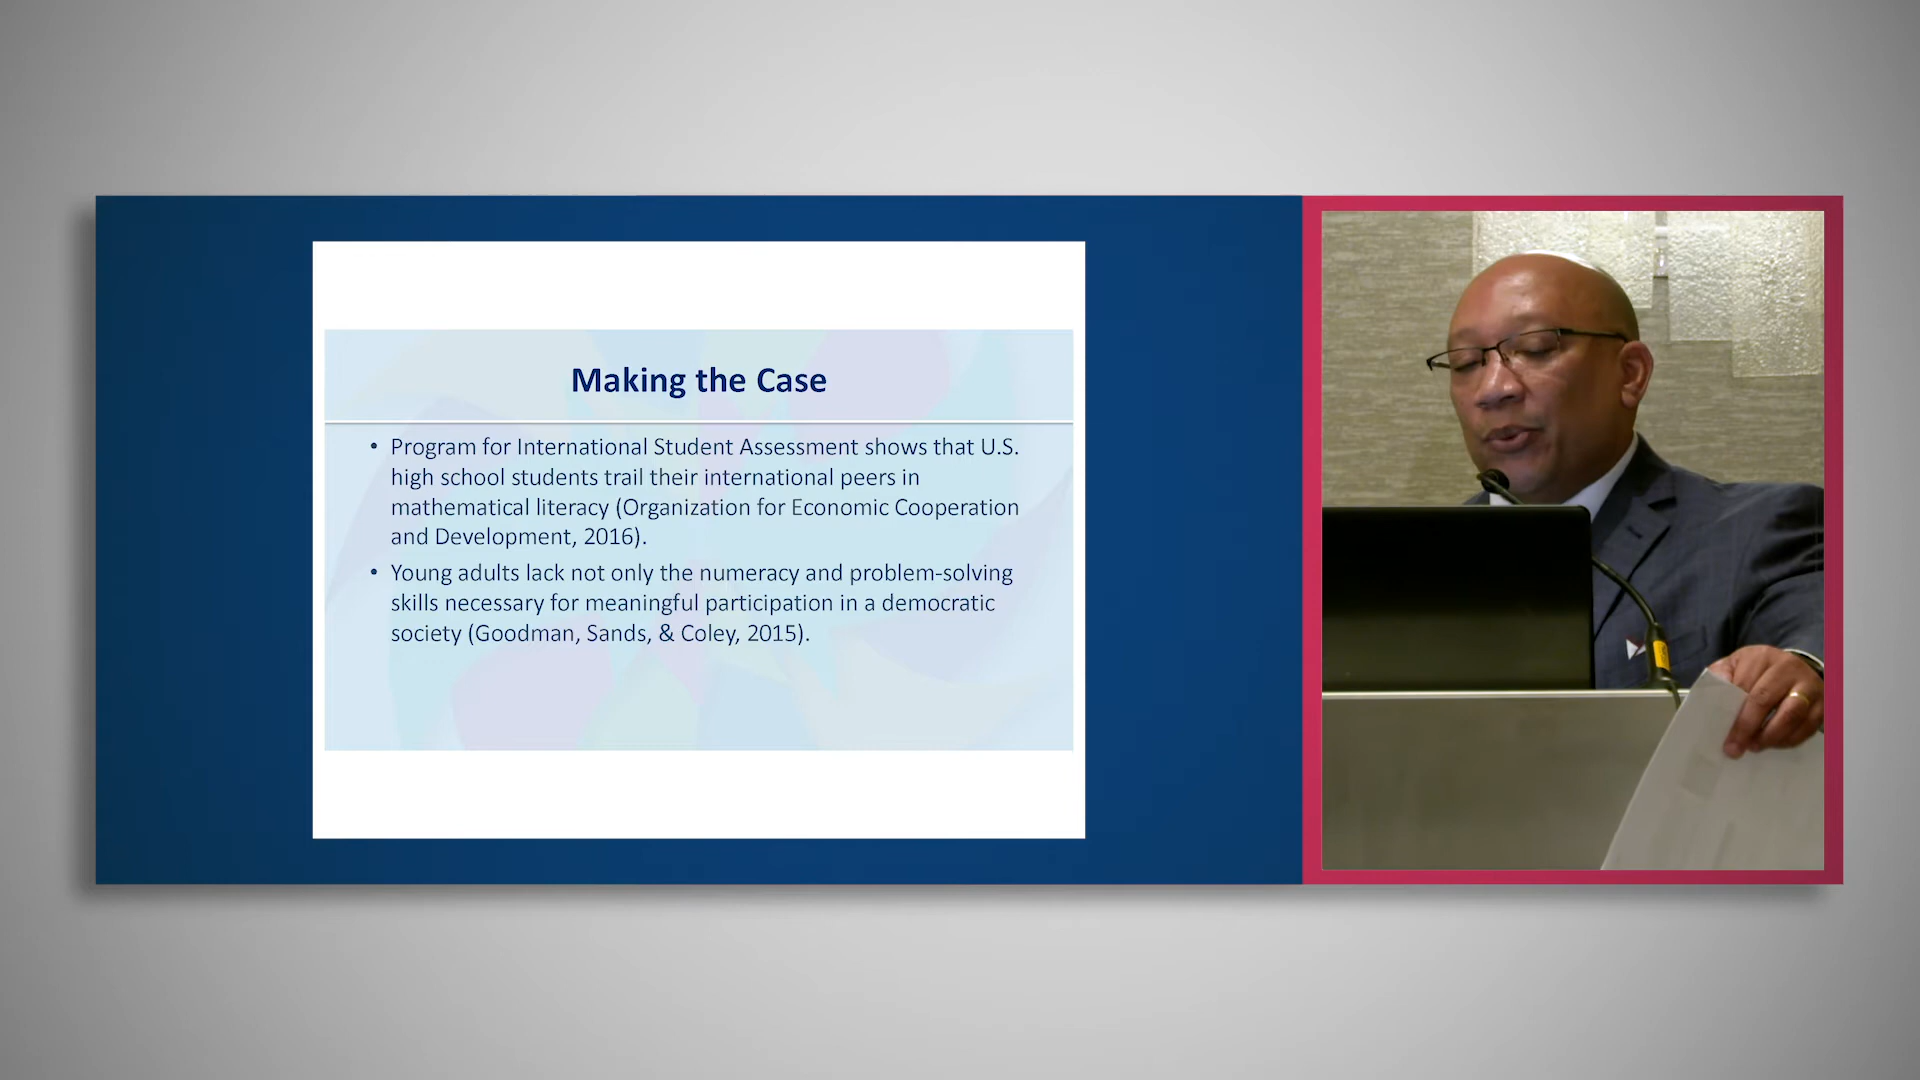 Making the Case
• Program for International Student Assessment shows that U.S.
high school students trail their international peers in
mathematical literacy (Organization for Economic Cooperation
and Development, 2016).
• Young adults lack not only the numeracy and problem-solving
skills necessary for meaningful participation in a democratic
society (Goodman, Sands, & Coley, 2015).